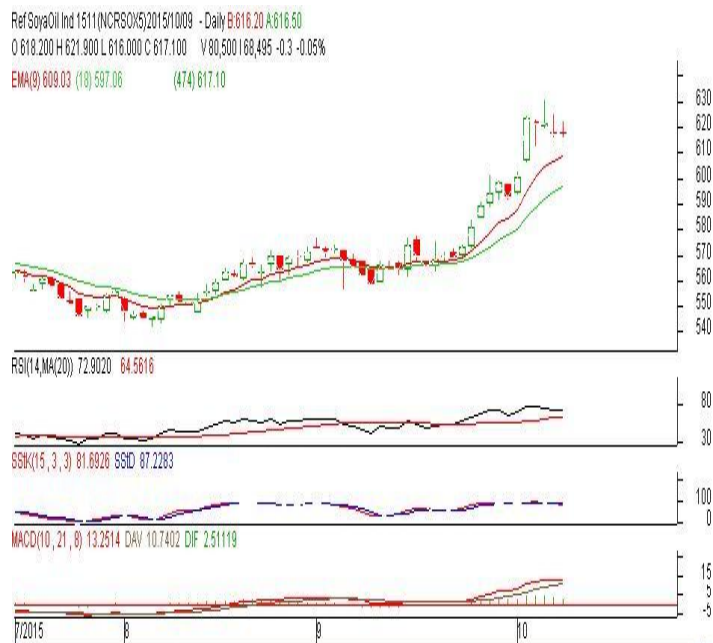 Ref SoyaOil Ind 1511(NCRSOX5)2015/10/09 - Daily B:616.20 A:616.50
O 618.200 H 621.900 L 616.000 C 617.100 V 80,500 I 68,495 -0.3 -0.05%
EMA(9) 609.03 (18) 597.06 (474) 617.10
630
620
610
600
590
580
570
560
550
540
RSI(14,MA(20)) 72.9020 64.5616
80
30
SStK(15,3,3) 81.6926 SStD 87.2283
100
0
MACD(10,21,8) 13.2514 DAV 10.7402 DIF 2.51119
15
5
-5
7/2015 8 9 10